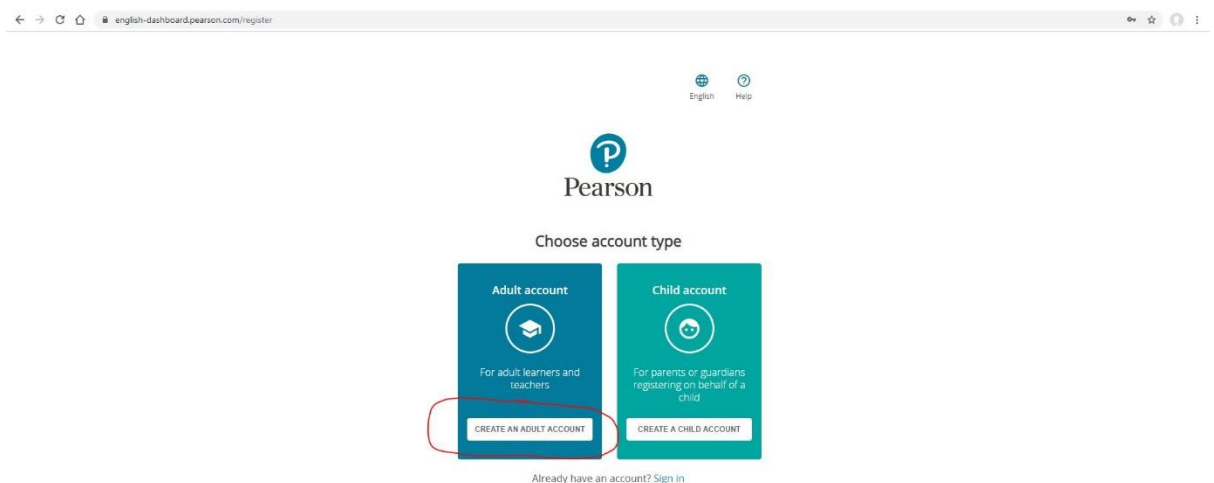 english-dashboard.pearson.com/register
English Help
Pearson
Choose account type
Adult account
For adult learners and
teachers
CREATE AN ADULT ACCOUNT
Child account
For parents or guardians
registering on behalf of a
child
CREATE A CHILD ACCOUNT
Already have an account? Sign in